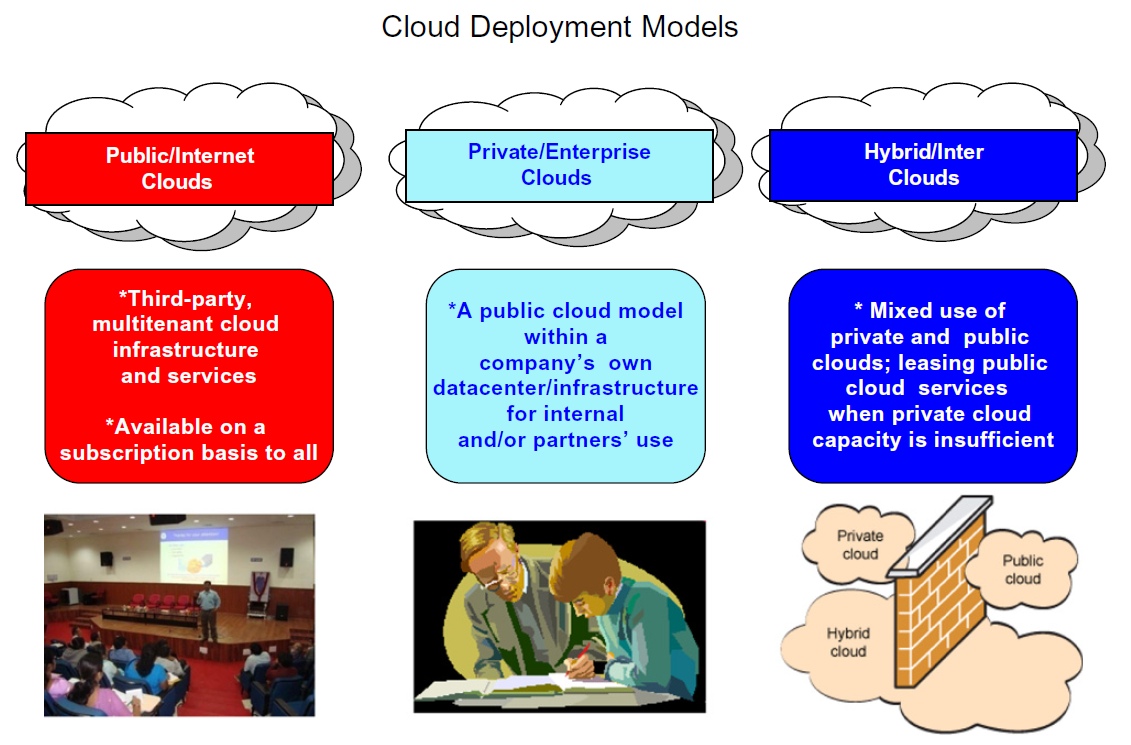 Cloud Deployment Models
Public/Internet
Clouds
Private/Enterprise
Clouds
Hybrid/Inter
Clouds
*Third-party,
multitenant cloud
infrastructure
and services
*Available on a
subscription basis to all
*A public cloud model
within a
company’s own
datacenter/infrastructure
for internal
and/or partners’ use
* Mixed use of
private and public
clouds; leasing public
cloud services
when private cloud
capacity is insufficient
Private
cloud
Public
cloud
Hybrid
cloud